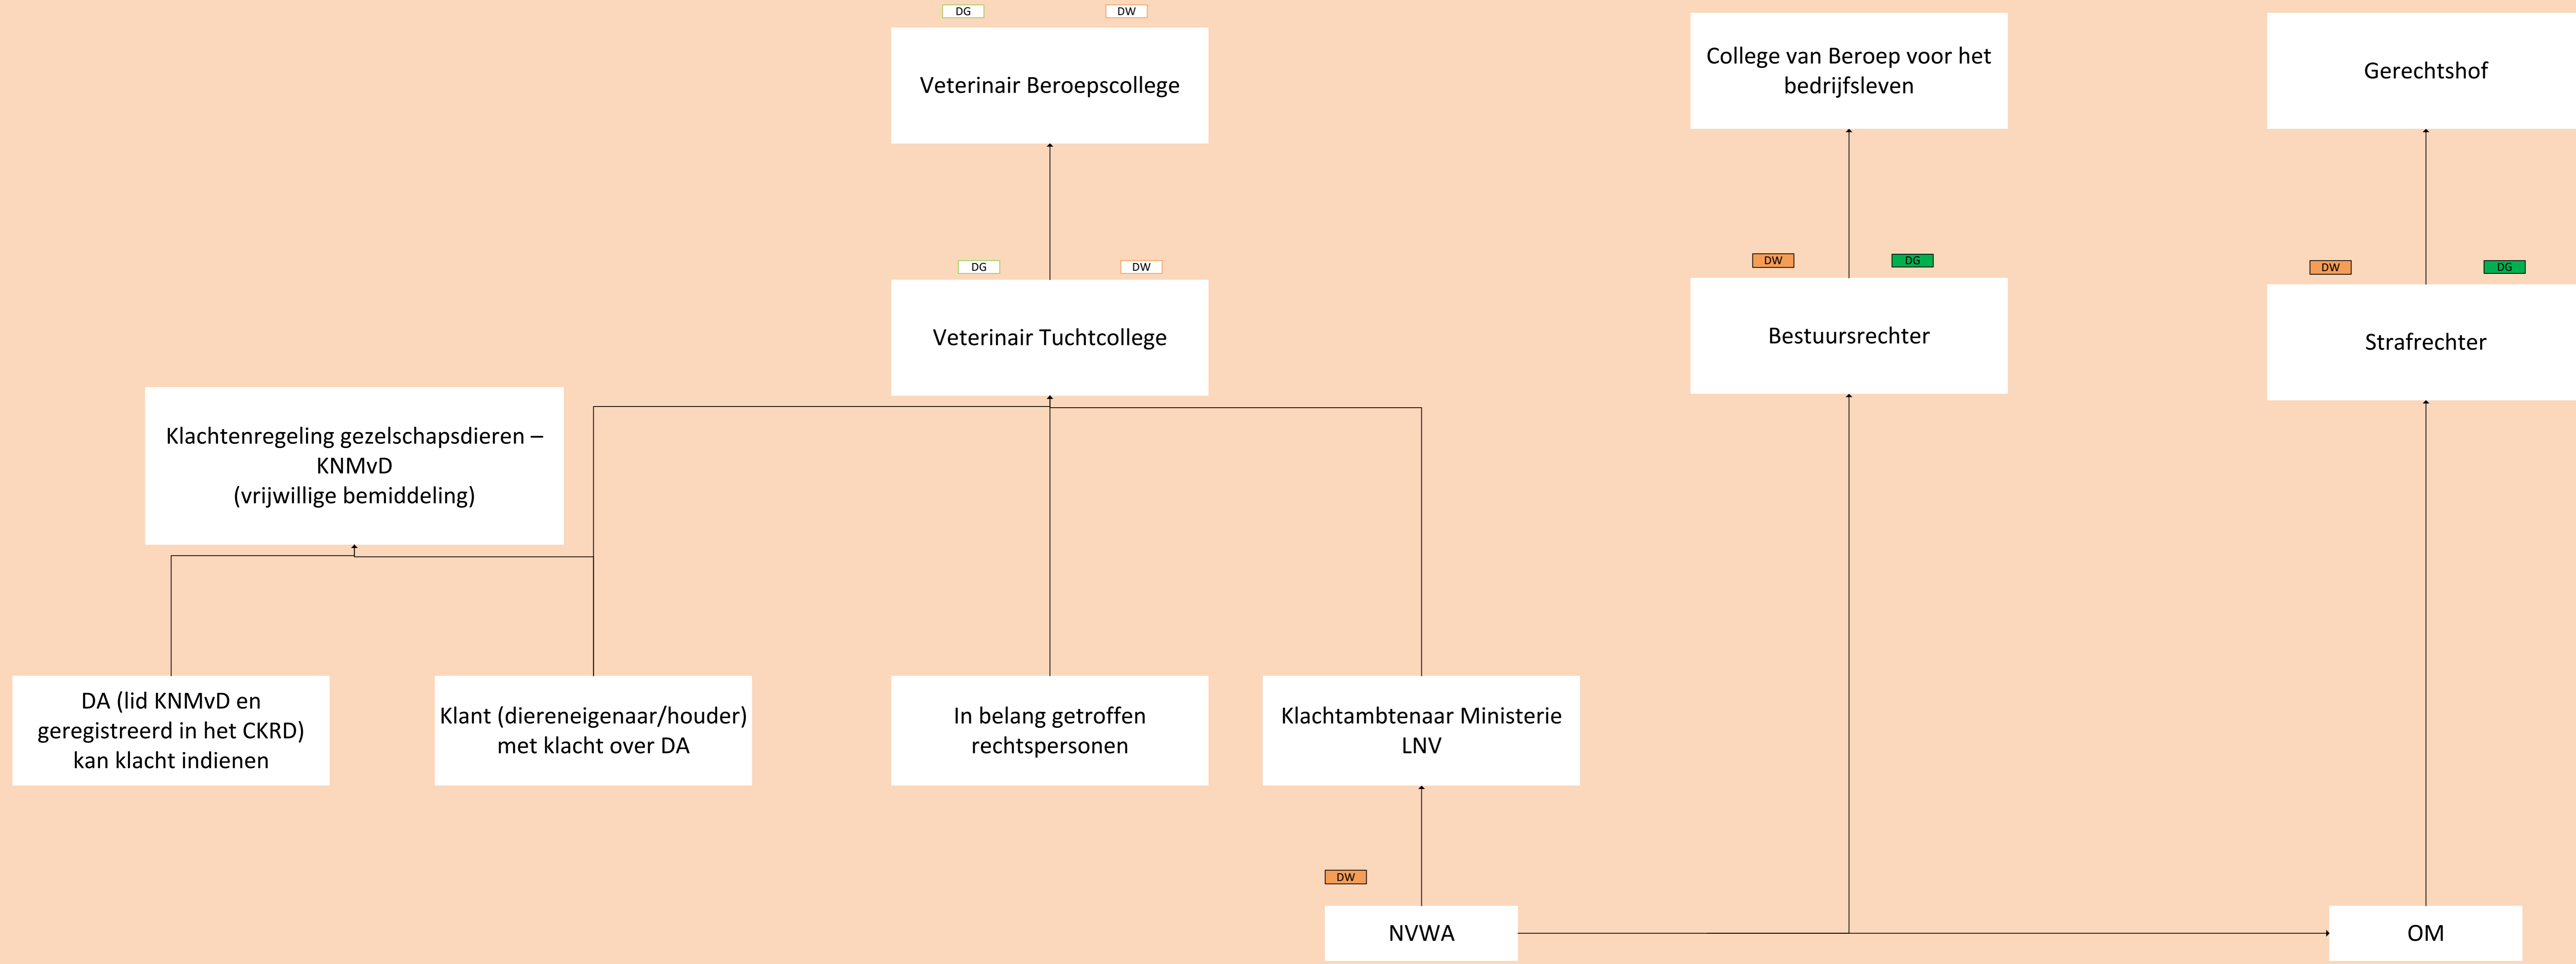 DG
DW
Veterinair Beroepscollege
College van Beroep voor het
bedrijfsleven
Gerechtshof
DG
DW
Veterinair Tuchtcollege
DW
DG
Bestuursrechter
DW
DG
Strafrechter
Klachtenregeling gezelschapsdieren –
KNMvD
(vrijwillige bemiddeling)
DA (lid KNMvD en
geregistreerd in het CKRD)
kan klacht indienen
Klant (diereneigenaar/houder)
met klacht over DA
In belang getroffen
rechtspersonen
Klachtambtenaar Ministerie
LNV
DW
NVWA
OM